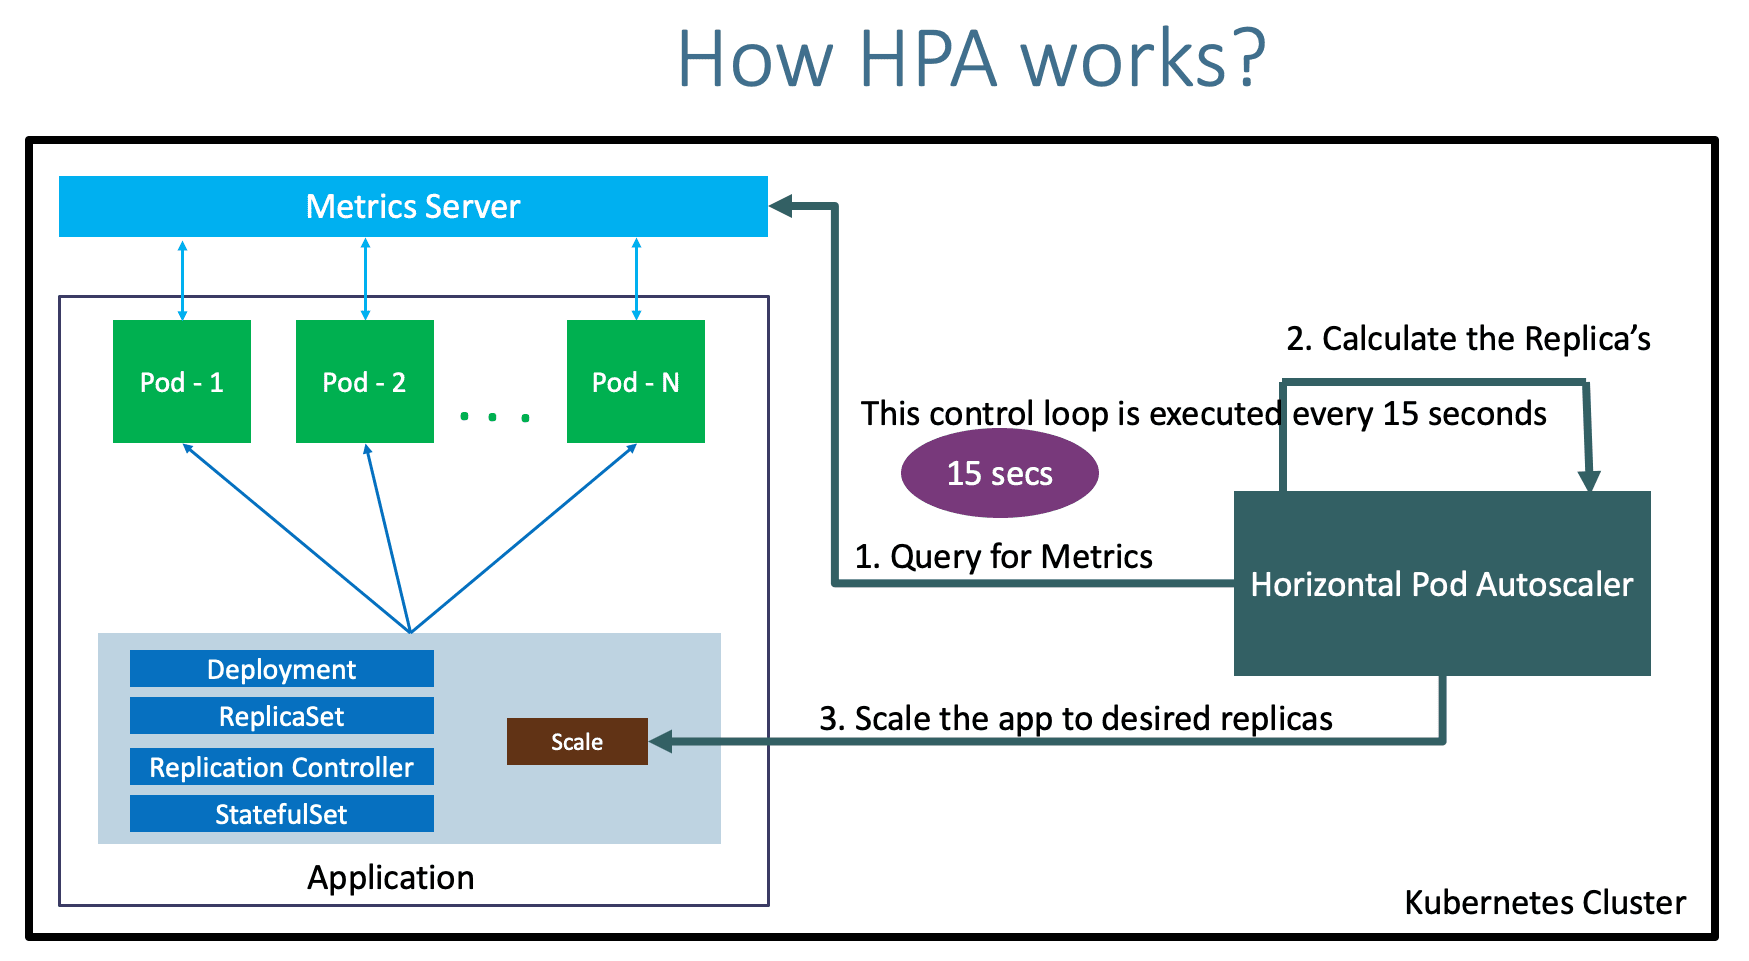 How HPA works?
Metrics Server
Pod - 1
Pod - 2
. . .
Pod - N
2. Calculate the Replica’s
This control loop is executed every 15 seconds
15 secs
1. Query for Metrics
Horizontal Pod Autoscaler
Deployment
ReplicaSet
Replication Controller
StatefulSet
Scale
3. Scale the app to desired replicas
Application
Kubernetes Cluster